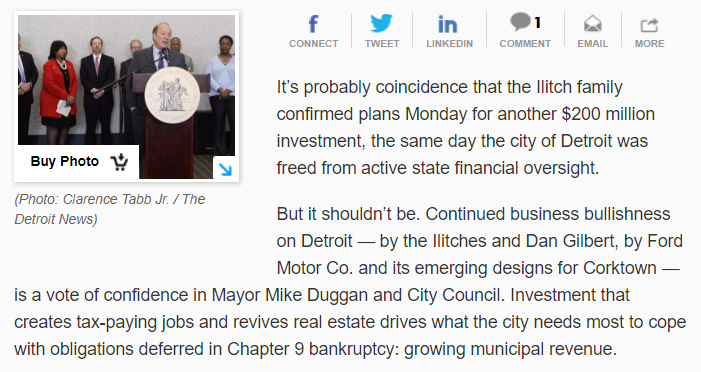 1
CONNECT TWEET LINKEDIN COMMENT EMAIL MORE
Buy Photo
(Photo: Clarence Tabb Jr. / The
Detroit News)
It’s probably coincidence that the Ilitch family
confirmed plans Monday for another $200 million
investment, the same day the city of Detroit was
freed from active state financial oversight.
But it shouldn’t be. Continued business bullishness
on Detroit — by the Ilitches and Dan Gilbert, by Ford
Motor Co. and its emerging designs for Corktown —
is a vote of confidence in Mayor Mike Duggan and City Council. Investment that
creates tax-paying jobs and revives real estate drives what the city needs most to cope
with obligations deferred in Chapter 9 bankruptcy: growing municipal revenue.